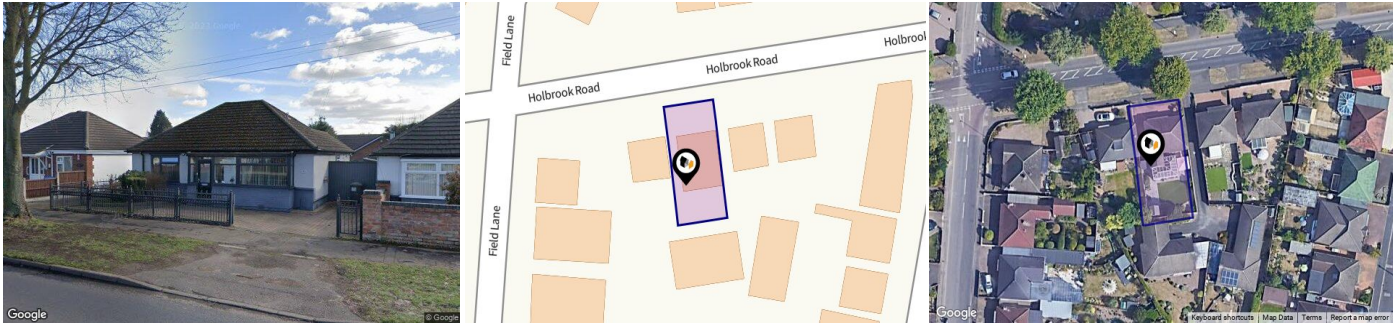 Google
© Google
Field Lane
Holbrook Road
Holbrook Road
Holbrook
Field Lane
Google
Keyboard shortcuts
Map Data
Terms
Report a map error